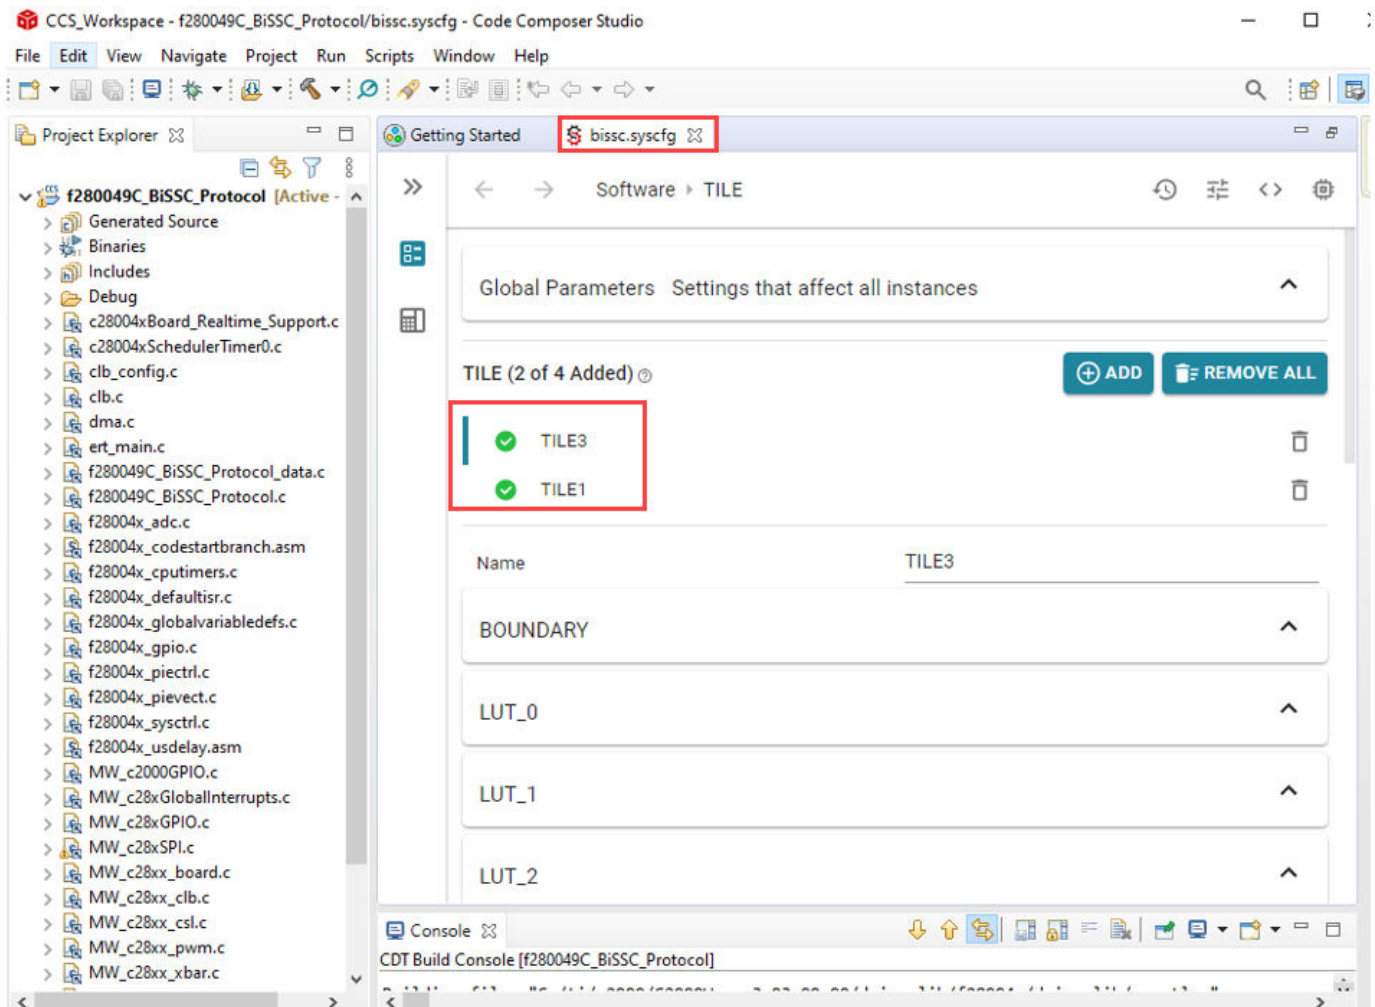 CCS_Workspace - f280049C_BiSSC_Protocol/bissc.syscfg - Code Composer Studio
File Edit View Navigate Project Run Scripts Window Help
Project Explorer
f280049C_BiSSC_Protocol [Active -
Generated Source
Binaries
Includes
Debug
c28004xBoard_Realtime_Support.c
c28004xSchedulerTimer0.c
clb_config.c
clb.c
dma.c
ert_main.c
f280049C_BiSSC_Protocol_data.c
f280049C_BiSSC_Protocol.c
f28004x_adc.c
f28004x_codestartbranch.asm
f28004x_cputimers.c
f28004x_defaultisr.c
f28004x_globalvariabledefs.c
f28004x_gpio.c
f28004x_piectrl.c
f28004x_pievect.c
f28004x_sysctrl.c
f28004x_usdelay.asm
MW_c2000GPIO.c
MW_c28xGlobalInterrupts.c
MW_c28xGPIO.c
MW_c28xSPI.c
MW_c28xx_board.c
MW_c28xx_clb.c
MW_c28xx_csl.c
MW_c28xx_pwm.c
MW_c28xx_xbar.c
Getting Started bissc.syscfg
Software TILE
Global Parameters Settings that affect all instances
TILE (2 of 4 Added) ADD REMOVE ALL
TILE3
TILE1
Name TILE3
BOUNDARY
LUT_0
LUT_1
LUT_2
Console
CDT Build Console [f280049C_BiSSC_Protocol]